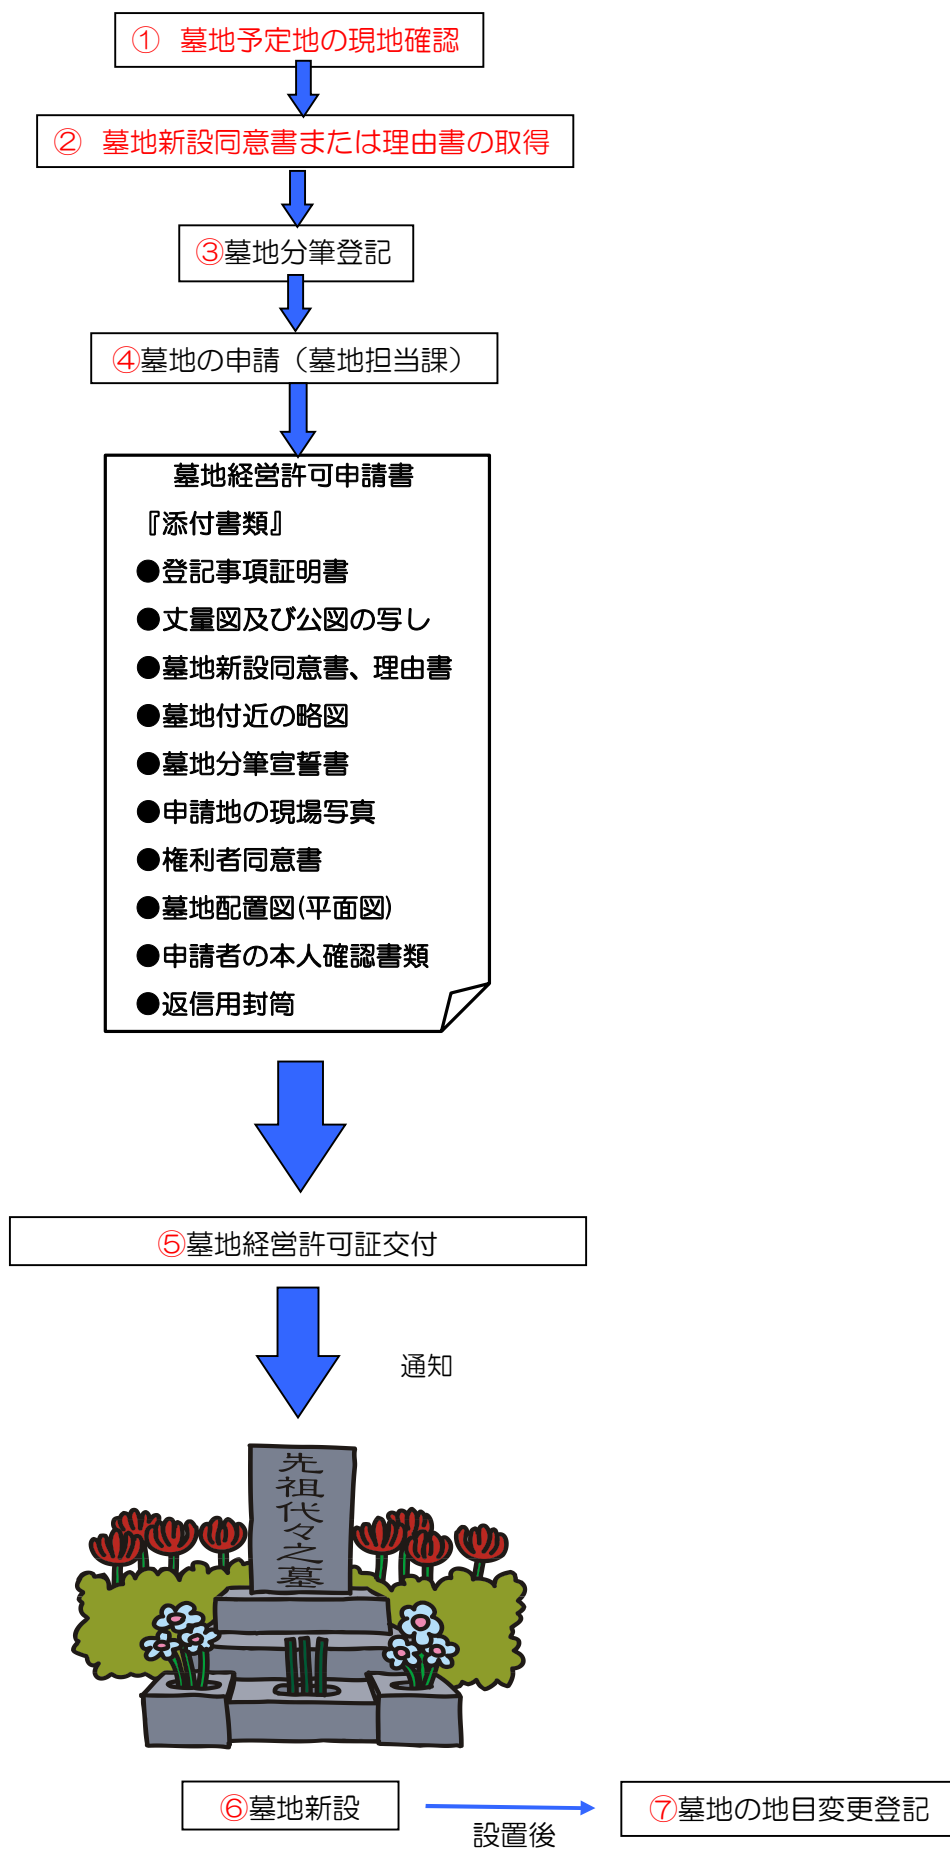 ① 墓地予定地の現地確認
② 墓地新設同意書または理由書の取得
③墓地分筆登記
④墓地の申請（墓地担当課）
墓地経営許可申請書
『添付書類』
●登記事項証明書
●丈量図及び公図の写し
●墓地新設同意書、理由書
●墓地付近の略図
●墓地分筆宣誓書
●申請地の現場写真
●権利者同意書
●墓地配置図(平面図)
●申請者の本人確認書類
●返信用封筒
⑤墓地経営許可証交付
通知
先祖代々之墓
⑥墓地新設
設置後
⑦墓地の地目変更登記